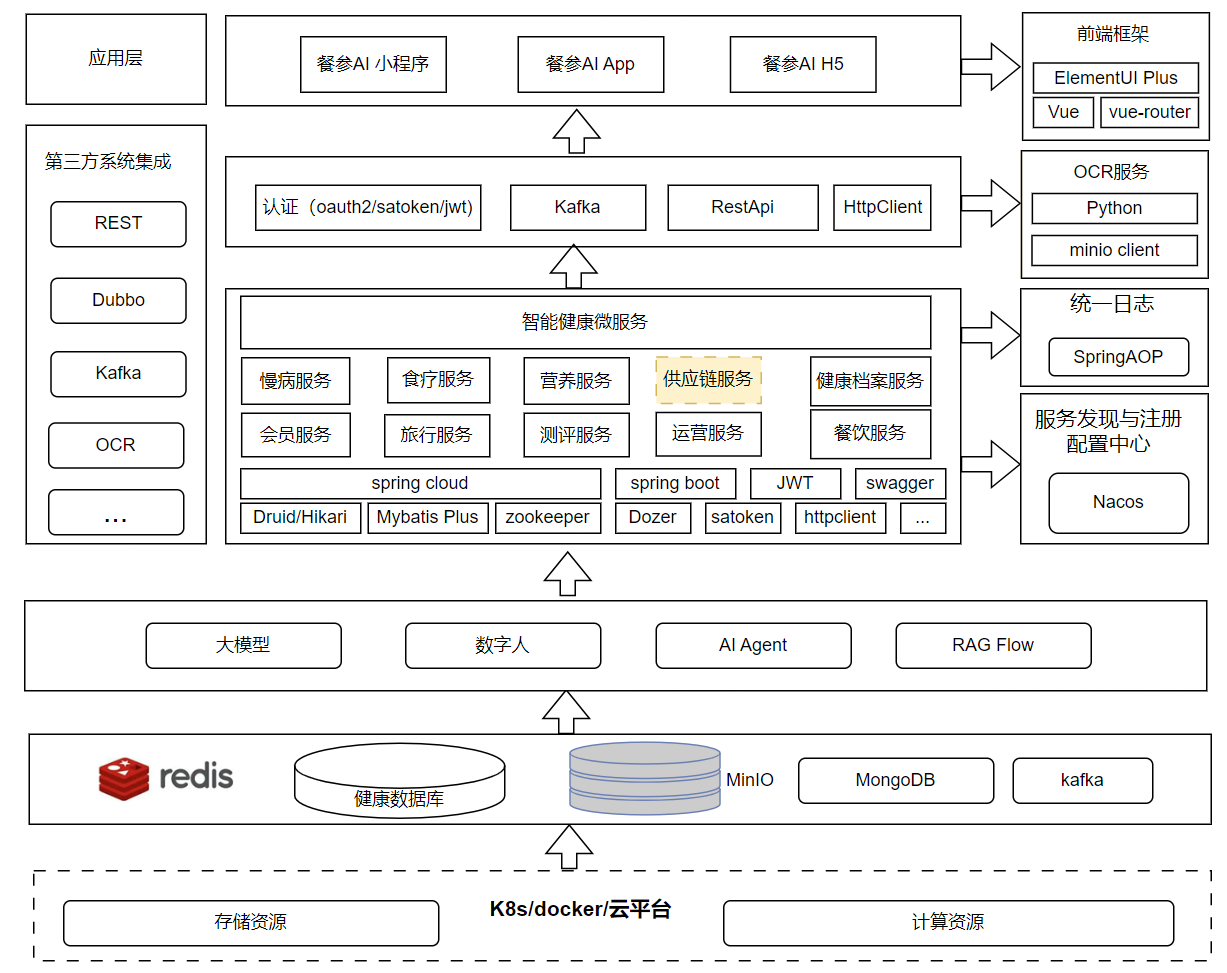 应用层
餐参AI 小程序
餐参AI App
餐参AI H5
前端框架
ElementUI Plus
Vue
vue-router
第三方系统集成
REST
Dubbo
Kafka
OCR
...
认证（oauth2/satoken/jwt)
Kafka
RestApi
HttpClient
OCR服务
Python
minio client
智能健康微服务
慢病服务
食疗服务
营养服务
供应链服务
健康档案服务
会员服务
旅行服务
测评服务
运营服务
餐饮服务
spring cloud
spring boot
JWT
swagger
Druid/Hikari
Mybatis Plus
zookeeper
Dozer
satoken
httpclient
...
统一日志
SpringAOP
服务发现与注册
配置中心
Nacos
大模型
数字人
AI Agent
RAG Flow
redis
健康数据库
MinIO
MongoDB
kafka
K8s/docker/云平台
存储资源
计算资源